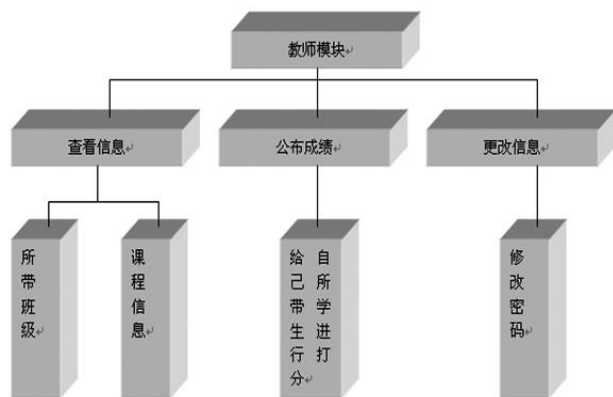 教师模块
查看信息
公布成绩
更改信息
所带班级
课程信息
给自己所带学生进行打分
修改密码